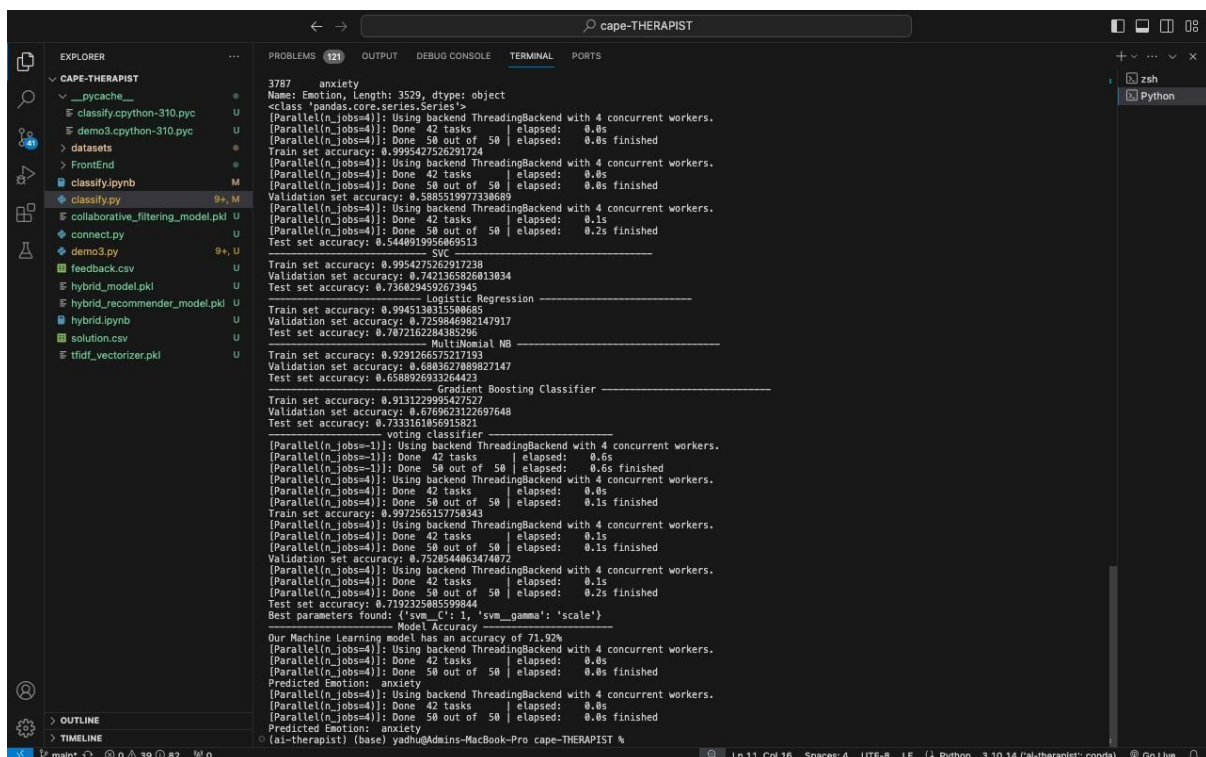 cape-THERAPIST
EXPLORER
CAPE-THERAPIST
__pycache__
classify.cpython-310.pyc U
demo3.cpython-310.pyc U
datasets
FrontEnd
classify.ipynb M
classify.py 9+, M
collaborative_filtering_model.pkl U
connect.py U
demo3.py 9+, U
feedback.csv U
hybrid_model.pkl U
hybrid_recommender_model.pkl U
hybrid.ipynb U
solution.csv U
tfidf_vectorizer.pkl U
OUTLINE
TIMELINE
41
PROBLEMS 121 OUTPUT DEBUG CONSOLE TERMINAL PORTS
zsh
Python
3787 anxiety
Name: Emotion, Length: 3529, dtype: object
<class 'pandas.core.series.Series'>
[Parallel(n_jobs=4)]: Using backend ThreadingBackend with 4 concurrent workers.
[Parallel(n_jobs=4)]: Done 42 tasks | elapsed: 0.0s
[Parallel(n_jobs=4)]: Done 50 out of 50 | elapsed: 0.0s finished
Train set accuracy: 0.9995427526291724
[Parallel(n_jobs=4)]: Using backend ThreadingBackend with 4 concurrent workers.
[Parallel(n_jobs=4)]: Done 42 tasks | elapsed: 0.0s
[Parallel(n_jobs=4)]: Done 50 out of 50 | elapsed: 0.0s finished
Validation set accuracy: 0.5885519977330689
[Parallel(n_jobs=4)]: Using backend ThreadingBackend with 4 concurrent workers.
[Parallel(n_jobs=4)]: Done 42 tasks | elapsed: 0.1s
[Parallel(n_jobs=4)]: Done 50 out of 50 | elapsed: 0.2s finished
Test set accuracy: 0.5440919956069513
---------------------------- SVC -----------------------------------
Train set accuracy: 0.9954275262917238
Validation set accuracy: 0.7421365826013034
Test set accuracy: 0.7360294592673945
---------------------------- Logistic Regression ----------------------------
Train set accuracy: 0.9945130315500685
Validation set accuracy: 0.7259846982147917
Test set accuracy: 0.7072162284385296
---------------------------- MultiNomial NB -------------------------------------
Train set accuracy: 0.9291266575217193
Validation set accuracy: 0.6803627089827147
Test set accuracy: 0.6588926933264423
------------------------------ Gradient Boosting Classifier -------------------------------
Train set accuracy: 0.9131229995427527
Validation set accuracy: 0.6769623122697648
Test set accuracy: 0.7333161056915821
--------------------- voting classifier -----------------------
[Parallel(n_jobs=-1)]: Using backend ThreadingBackend with 4 concurrent workers.
[Parallel(n_jobs=-1)]: Done 42 tasks | elapsed: 0.6s
[Parallel(n_jobs=-1)]: Done 50 out of 50 | elapsed: 0.6s finished
[Parallel(n_jobs=4)]: Using backend ThreadingBackend with 4 concurrent workers.
[Parallel(n_jobs=4)]: Done 42 tasks | elapsed: 0.0s
[Parallel(n_jobs=4)]: Done 50 out of 50 | elapsed: 0.1s finished
Train set accuracy: 0.9972565157750343
[Parallel(n_jobs=4)]: Using backend ThreadingBackend with 4 concurrent workers.
[Parallel(n_jobs=4)]: Done 42 tasks | elapsed: 0.1s
[Parallel(n_jobs=4)]: Done 50 out of 50 | elapsed: 0.1s finished
Validation set accuracy: 0.7520544063474072
[Parallel(n_jobs=4)]: Using backend ThreadingBackend with 4 concurrent workers.
[Parallel(n_jobs=4)]: Done 42 tasks | elapsed: 0.1s
[Parallel(n_jobs=4)]: Done 50 out of 50 | elapsed: 0.2s finished
Test set accuracy: 0.7192325085599844
Best parameters found: {'svm__C': 1, 'svm__gamma': 'scale'}
----------------------- Model Accuracy ------------------------
Our Machine Learning model has an accuracy of 71.92%
[Parallel(n_jobs=4)]: Using backend ThreadingBackend with 4 concurrent workers.
[Parallel(n_jobs=4)]: Done 42 tasks | elapsed: 0.0s
[Parallel(n_jobs=4)]: Done 50 out of 50 | elapsed: 0.0s finished
Predicted Emotion: anxiety
[Parallel(n_jobs=4)]: Using backend ThreadingBackend with 4 concurrent workers.
[Parallel(n_jobs=4)]: Done 42 tasks | elapsed: 0.0s
[Parallel(n_jobs=4)]: Done 50 out of 50 | elapsed: 0.0s finished
Predicted Emotion: anxiety
(ai-therapist) (base) yadhu@Admins-MacBook-Pro cape-THERAPIST %
main* 0 39 82 0 Ln 11, Col 16 Spaces: 4 UTF-8 LF Python 3.10.14 ('ai-therapist': conda) Go Live